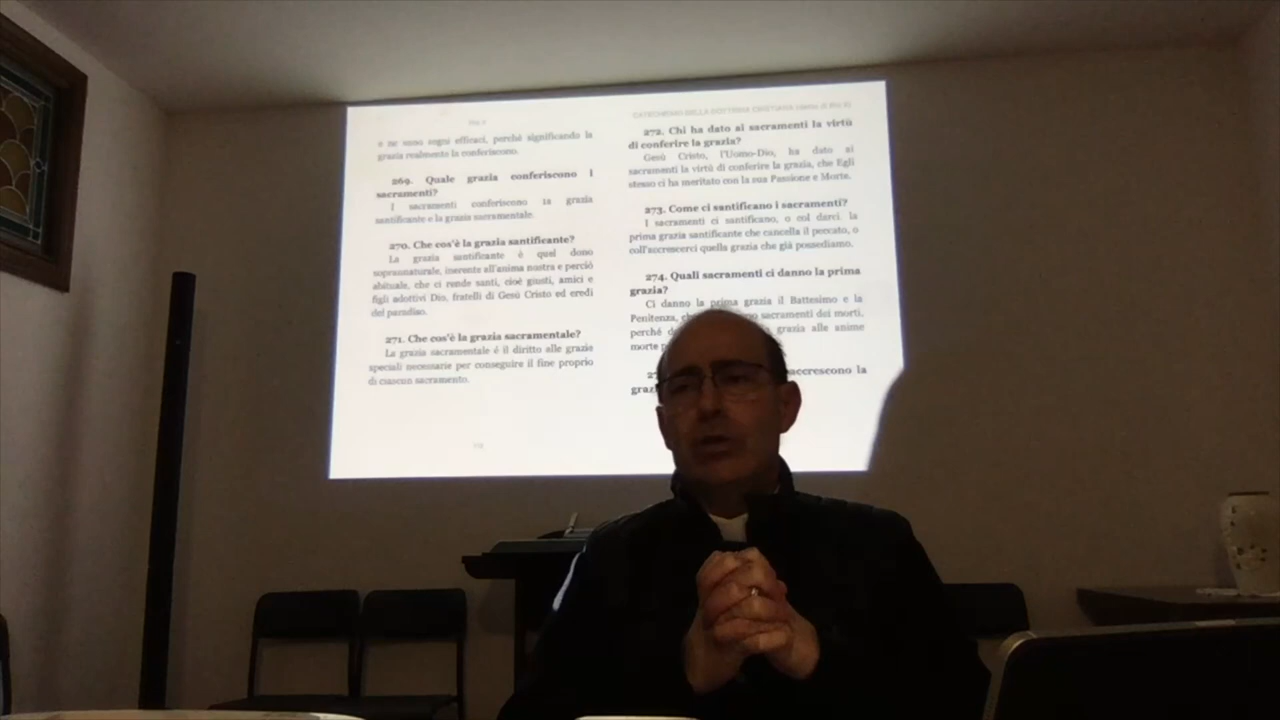 Pio X
e ne sono segni efficaci, perchè significando la
grazia realmente la conferiscono.
269. Quale grazia conferiscono i
sacramenti?
I sacramenti conferiscono la grazia
santificante e la grazia sacramentale.
270. Che cos'è la grazia santificante?
La grazia santificante è quel dono
soprannaturale, inerente all'anima nostra e perciò
abituale, che ci rende santi, cioè giusti, amici e
figli adottivi Dio, fratelli di Gesù Cristo ed eredi
del paradiso.
271. Che cos'è la grazia sacramentale?
La grazia sacramentale é il diritto alle grazie
speciali necessarie per conseguire il fine proprio
di ciascun sacramento.
CATECHISMO DELLA DOTTRINA CRISTIANA
272. Chi ha dato ai sacramenti la virtù
di conferire la grazia?
Gesù Cristo, l'Uomo-Dio, ha dato ai
sacramenti la virtù di conferire la grazia, che Egli
stesso ci ha meritato con la sua Passione e Morte.
273. Come ci santificano i sacramenti?
I sacramenti ci santificano, o col darci la
prima grazia santificante che cancella il peccato, o
coll'accrescerci quella grazia che già possediamo.
274. Quali sacramenti ci danno la prima
grazia?
Ci danno la prima grazia il Battesimo e la
Penitenza, sacramenti dei morti,
perché grazia alle anime
morte
accrescono la